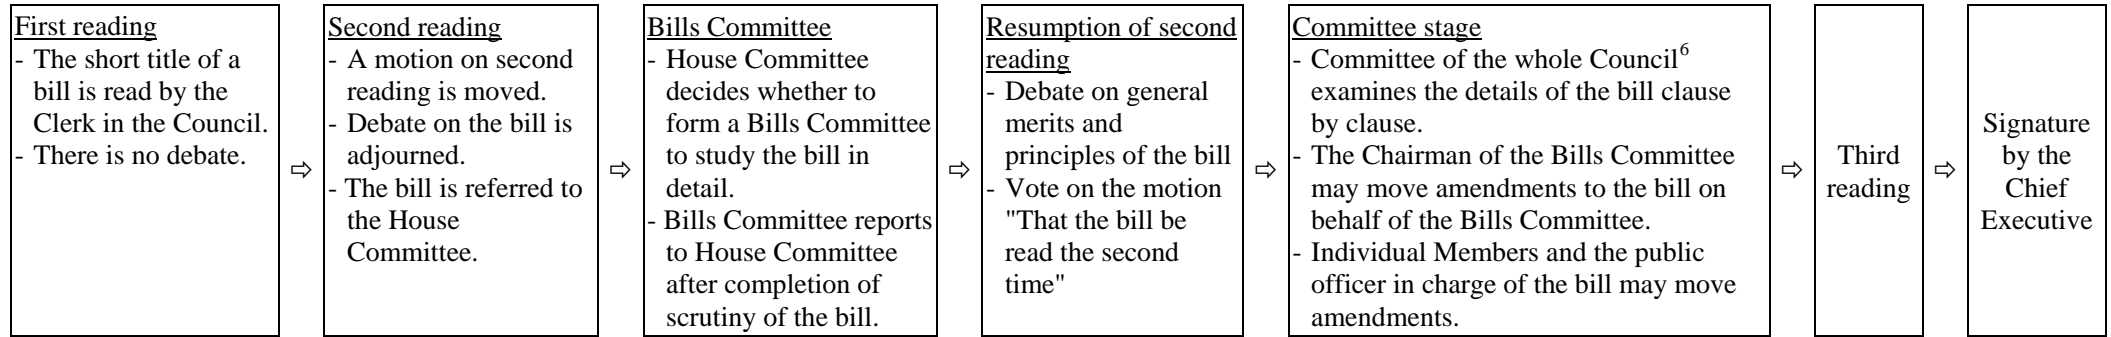 First reading
- The short title of a
bill is read by the
Clerk in the Council.
- There is no debate.
⇨
Second reading
- A motion on second
reading is moved.
- Debate on the bill is
adjourned.
- The bill is referred to
the House
Committee.
⇨
Bills Committee
- House Committee
decides whether to
form a Bills Committee
to study the bill in
detail.
- Bills Committee reports
to House Committee
after completion of
scrutiny of the bill.
⇨
Resumption of second
reading
- Debate on general
merits and
principles of the bill
- Vote on the motion
"That the bill be
read the second
time"
⇨
Committee stage
- Committee of the whole Council⁶
examines the details of the bill clause
by clause.
- The Chairman of the Bills Committee
may move amendments to the bill on
behalf of the Bills Committee.
- Individual Members and the public
officer in charge of the bill may move
amendments.
⇨
Third
reading
⇨
Signature
by the
Chief
Executive